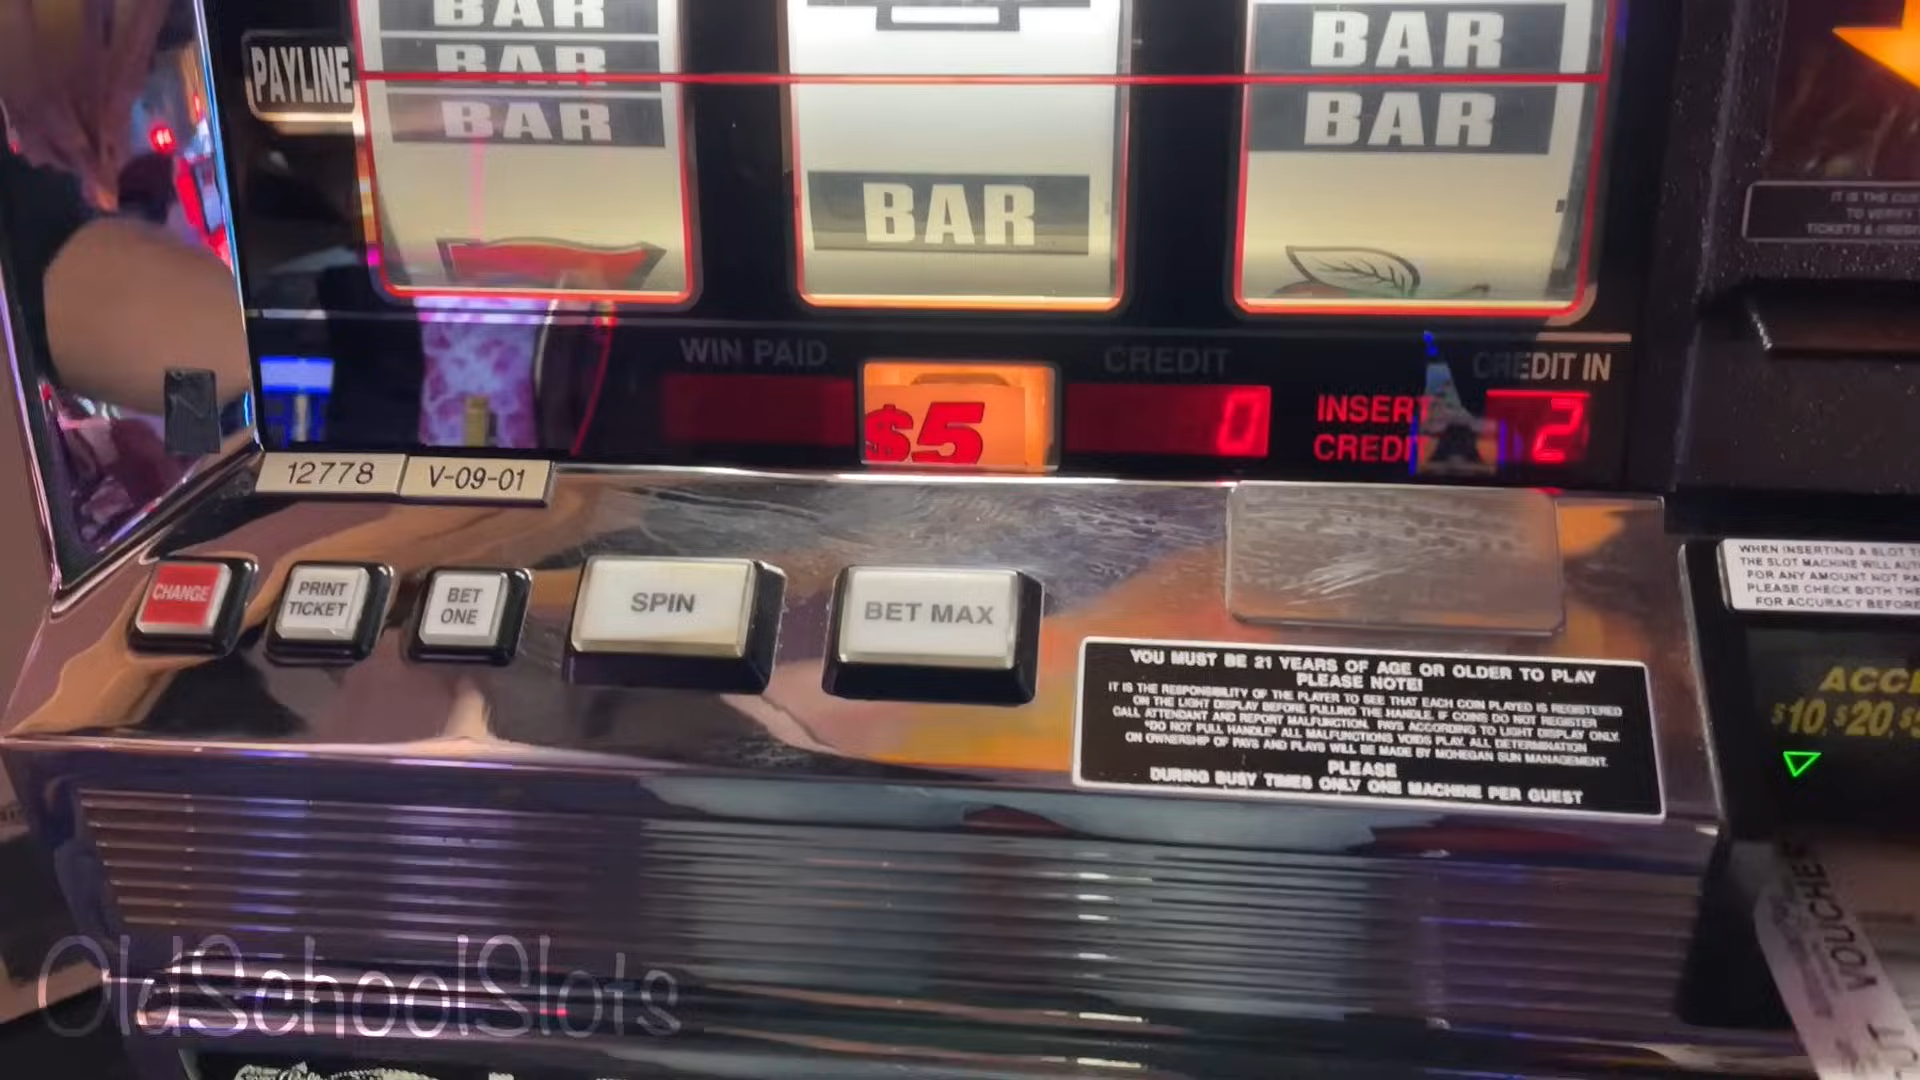 BAR
BAR
BAR
BAR
BAR
BAR
PAYLINE
WIN PAID
CREDIT
CREDIT IN
$5
0
INSERT
CREDIT
2
12778
V-09-01
CHANGE
PRINT
TICKET
BET
ONE
SPIN
BET MAX
YOU MUST BE 21 YEARS OF AGE OR OLDER TO PLAY
PLEASE NOTE!
IT IS THE RESPONSIBILITY OF THE PLAYER TO SEE THAT EACH COIN PLAYED IS REGISTERED
ON THE LIGHT DISPLAY BEFORE PULLING THE HANDLE. IF COINS DO NOT REGISTER
CALL ATTENDANT AND REPORT MALFUNCTION. PAYS ACCORDING TO LIGHT DISPLAY ONLY.
"DO NOT PULL HANDLE" ALL MALFUNCTIONS VOIDS PLAY. ALL DETERMINATION
ON OWNERSHIP OF PAYS AND PLAYS WILL BE MADE BY MOHEGAN SUN MANAGEMENT.
PLEASE
DURING BUSY TIMES ONLY ONE MACHINE PER GUEST
IT IS THE
TO VERIFY
TICKETS &
WHEN INSERTING A SLOT
THE SLOT MACHINE WILL
FOR ANY AMOUNT NOT
PLEASE CHECK BOTH
FOR ACCURACY BEFORE
$10, $20,
VOUCHER
OldSchoolSlots